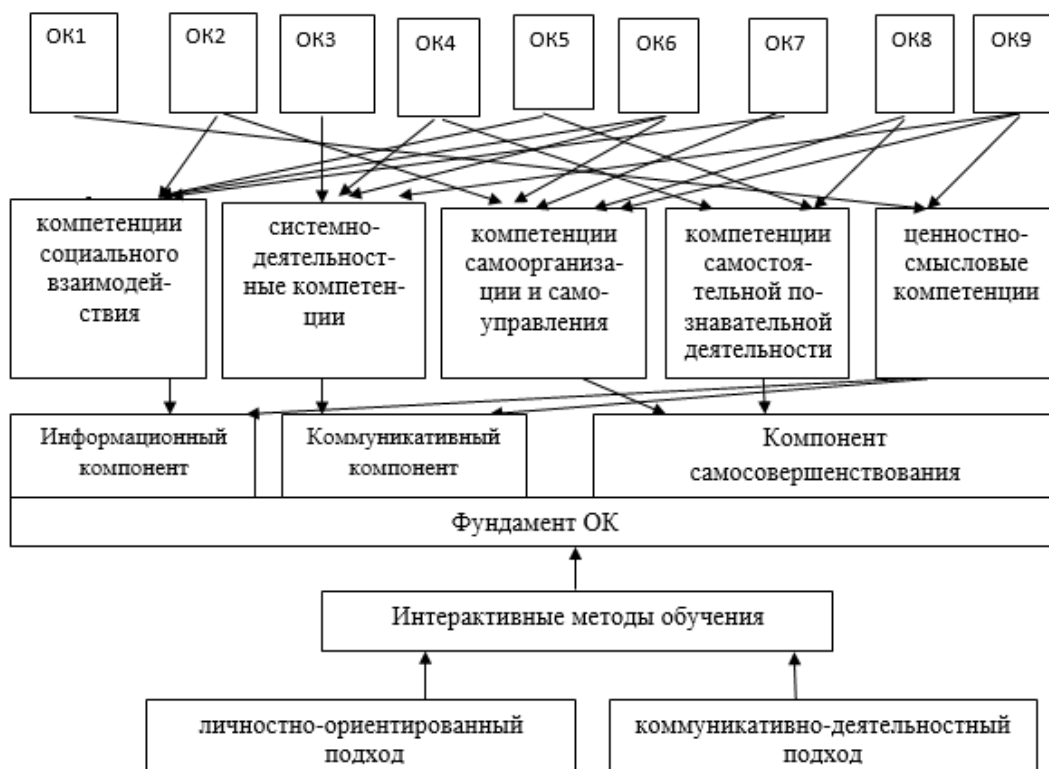 ОК1
ОК2
ОК3
ОК4
ОК5
ОК6
ОК7
ОК8
ОК9
компетенции
социального
взаимодей-
ствия
системно-
деятельност-
ные компетен-
ции
компетенции
самоорганиза-
ции и само-
управления
компетенции
самостоя-
тельной по-
знавательной
деятельности
ценностно-
смысловые
компетенции
Информационный
компонент
Коммуникативный
компонент
Компонент
самосовершенствования
Фундамент ОК
Интерактивные методы обучения
личностно-ориентированный
подход
коммуникативно-деятельностный
подход